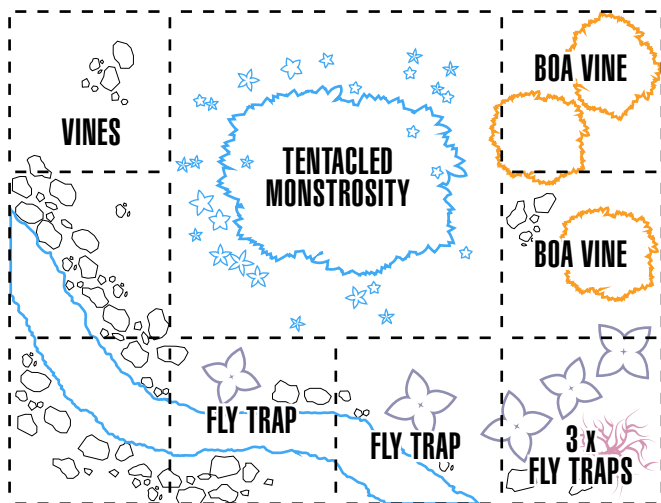 BOA VINE
VINES
TENTACLED
MONSTROSITY
BOA VINE
FLY TRAP
FLY TRAP
3 x
FLY TRAPS